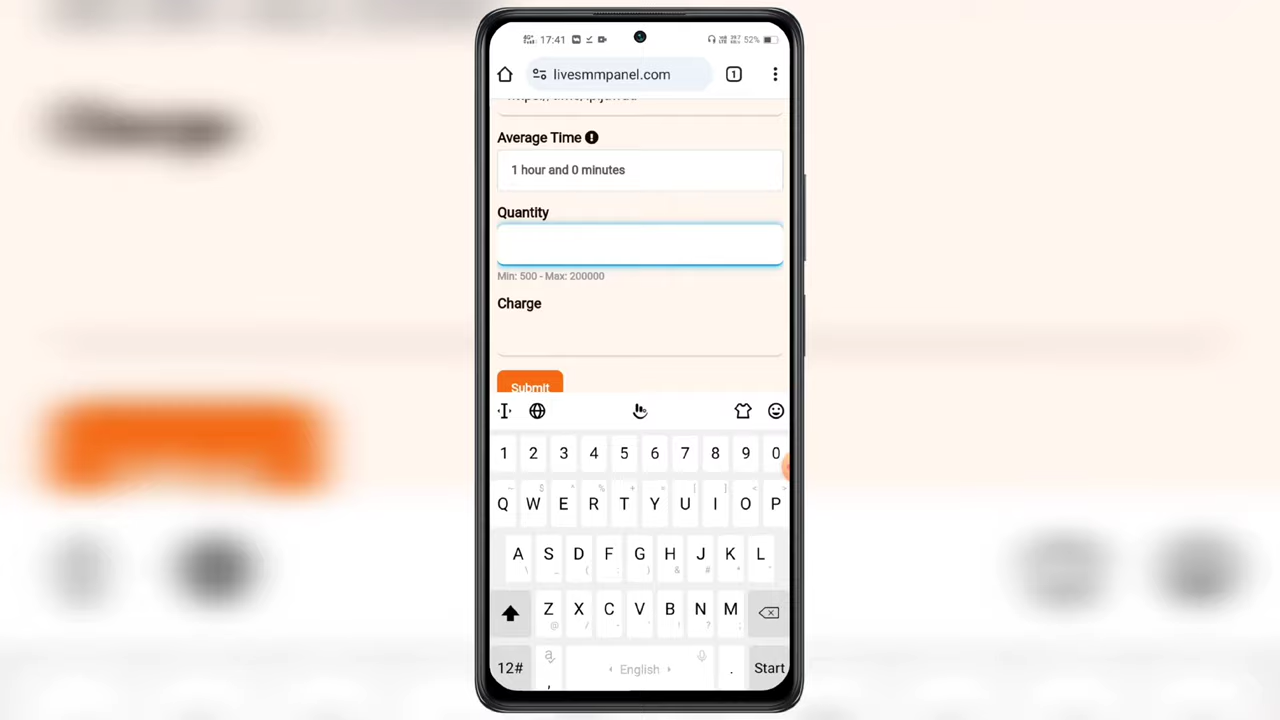 17:41 52%
livesmmpanel.com 1
Average Time
1 hour and 0 minutes
Quantity
Min: 500 - Max: 200000
Charge
Submit
1 2 3 4 5 6 7 8 9 0
Q W E R T Y U I O P
A S D F G H J K L
Z X C V B N M
12# , English . Start